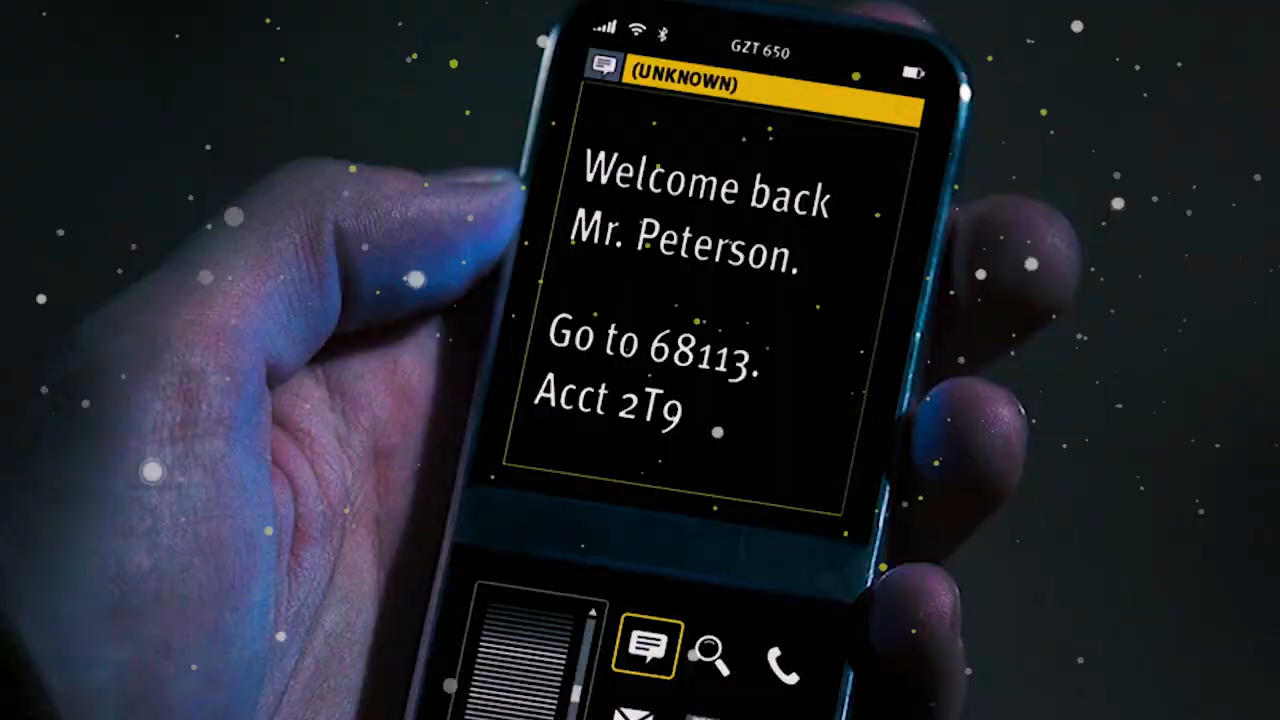 GZT 650
(UNKNOWN)
Welcome back
Mr. Peterson.
Go to 68113.
Acct 2T9